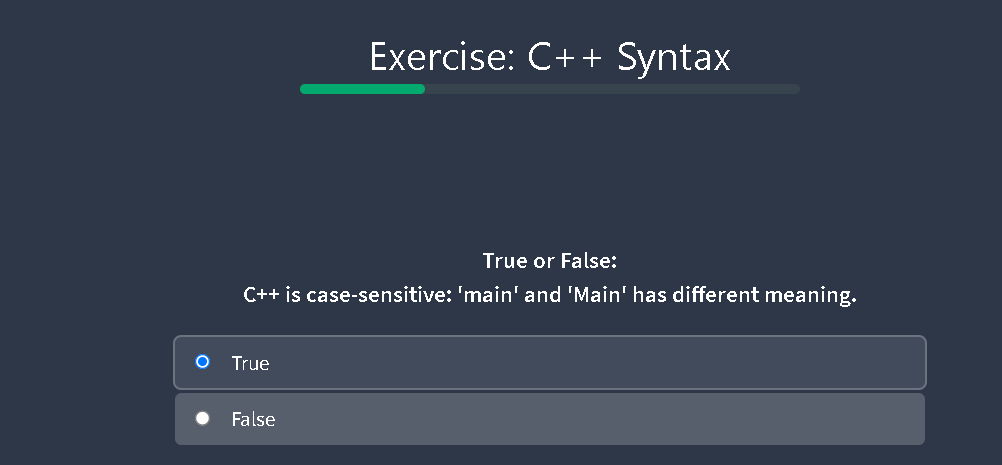 Exercise: C++ Syntax
True or False:
C++ is case-sensitive: 'main' and 'Main' has different meaning.
True
False